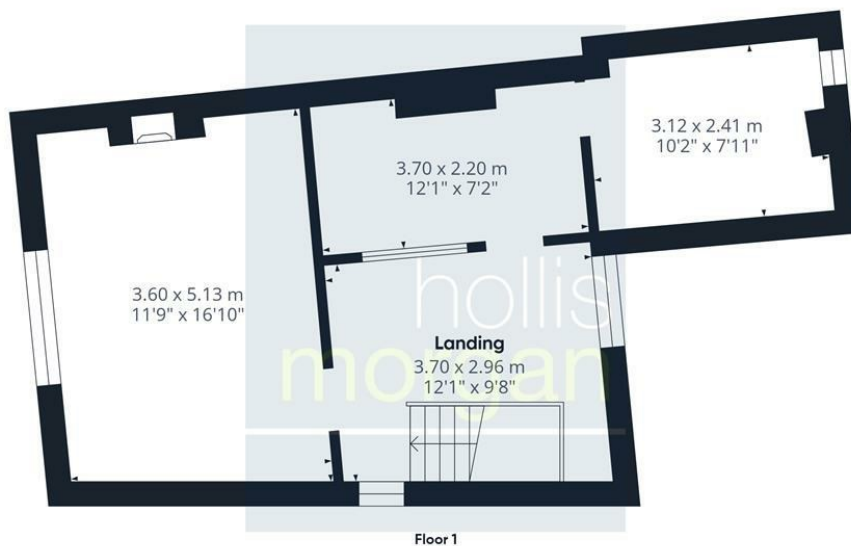 3.12 x 2.41 m
10'2" x 7'11"
3.70 x 2.20 m
12'1" x 7'2"
3.60 x 5.13 m
11'9" x 16'10"
hollis
morgan
Landing
3.70 x 2.96 m
12'1" x 9'8"
Floor 1